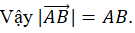 Vậy |\overrightarrow{AB}| = AB.